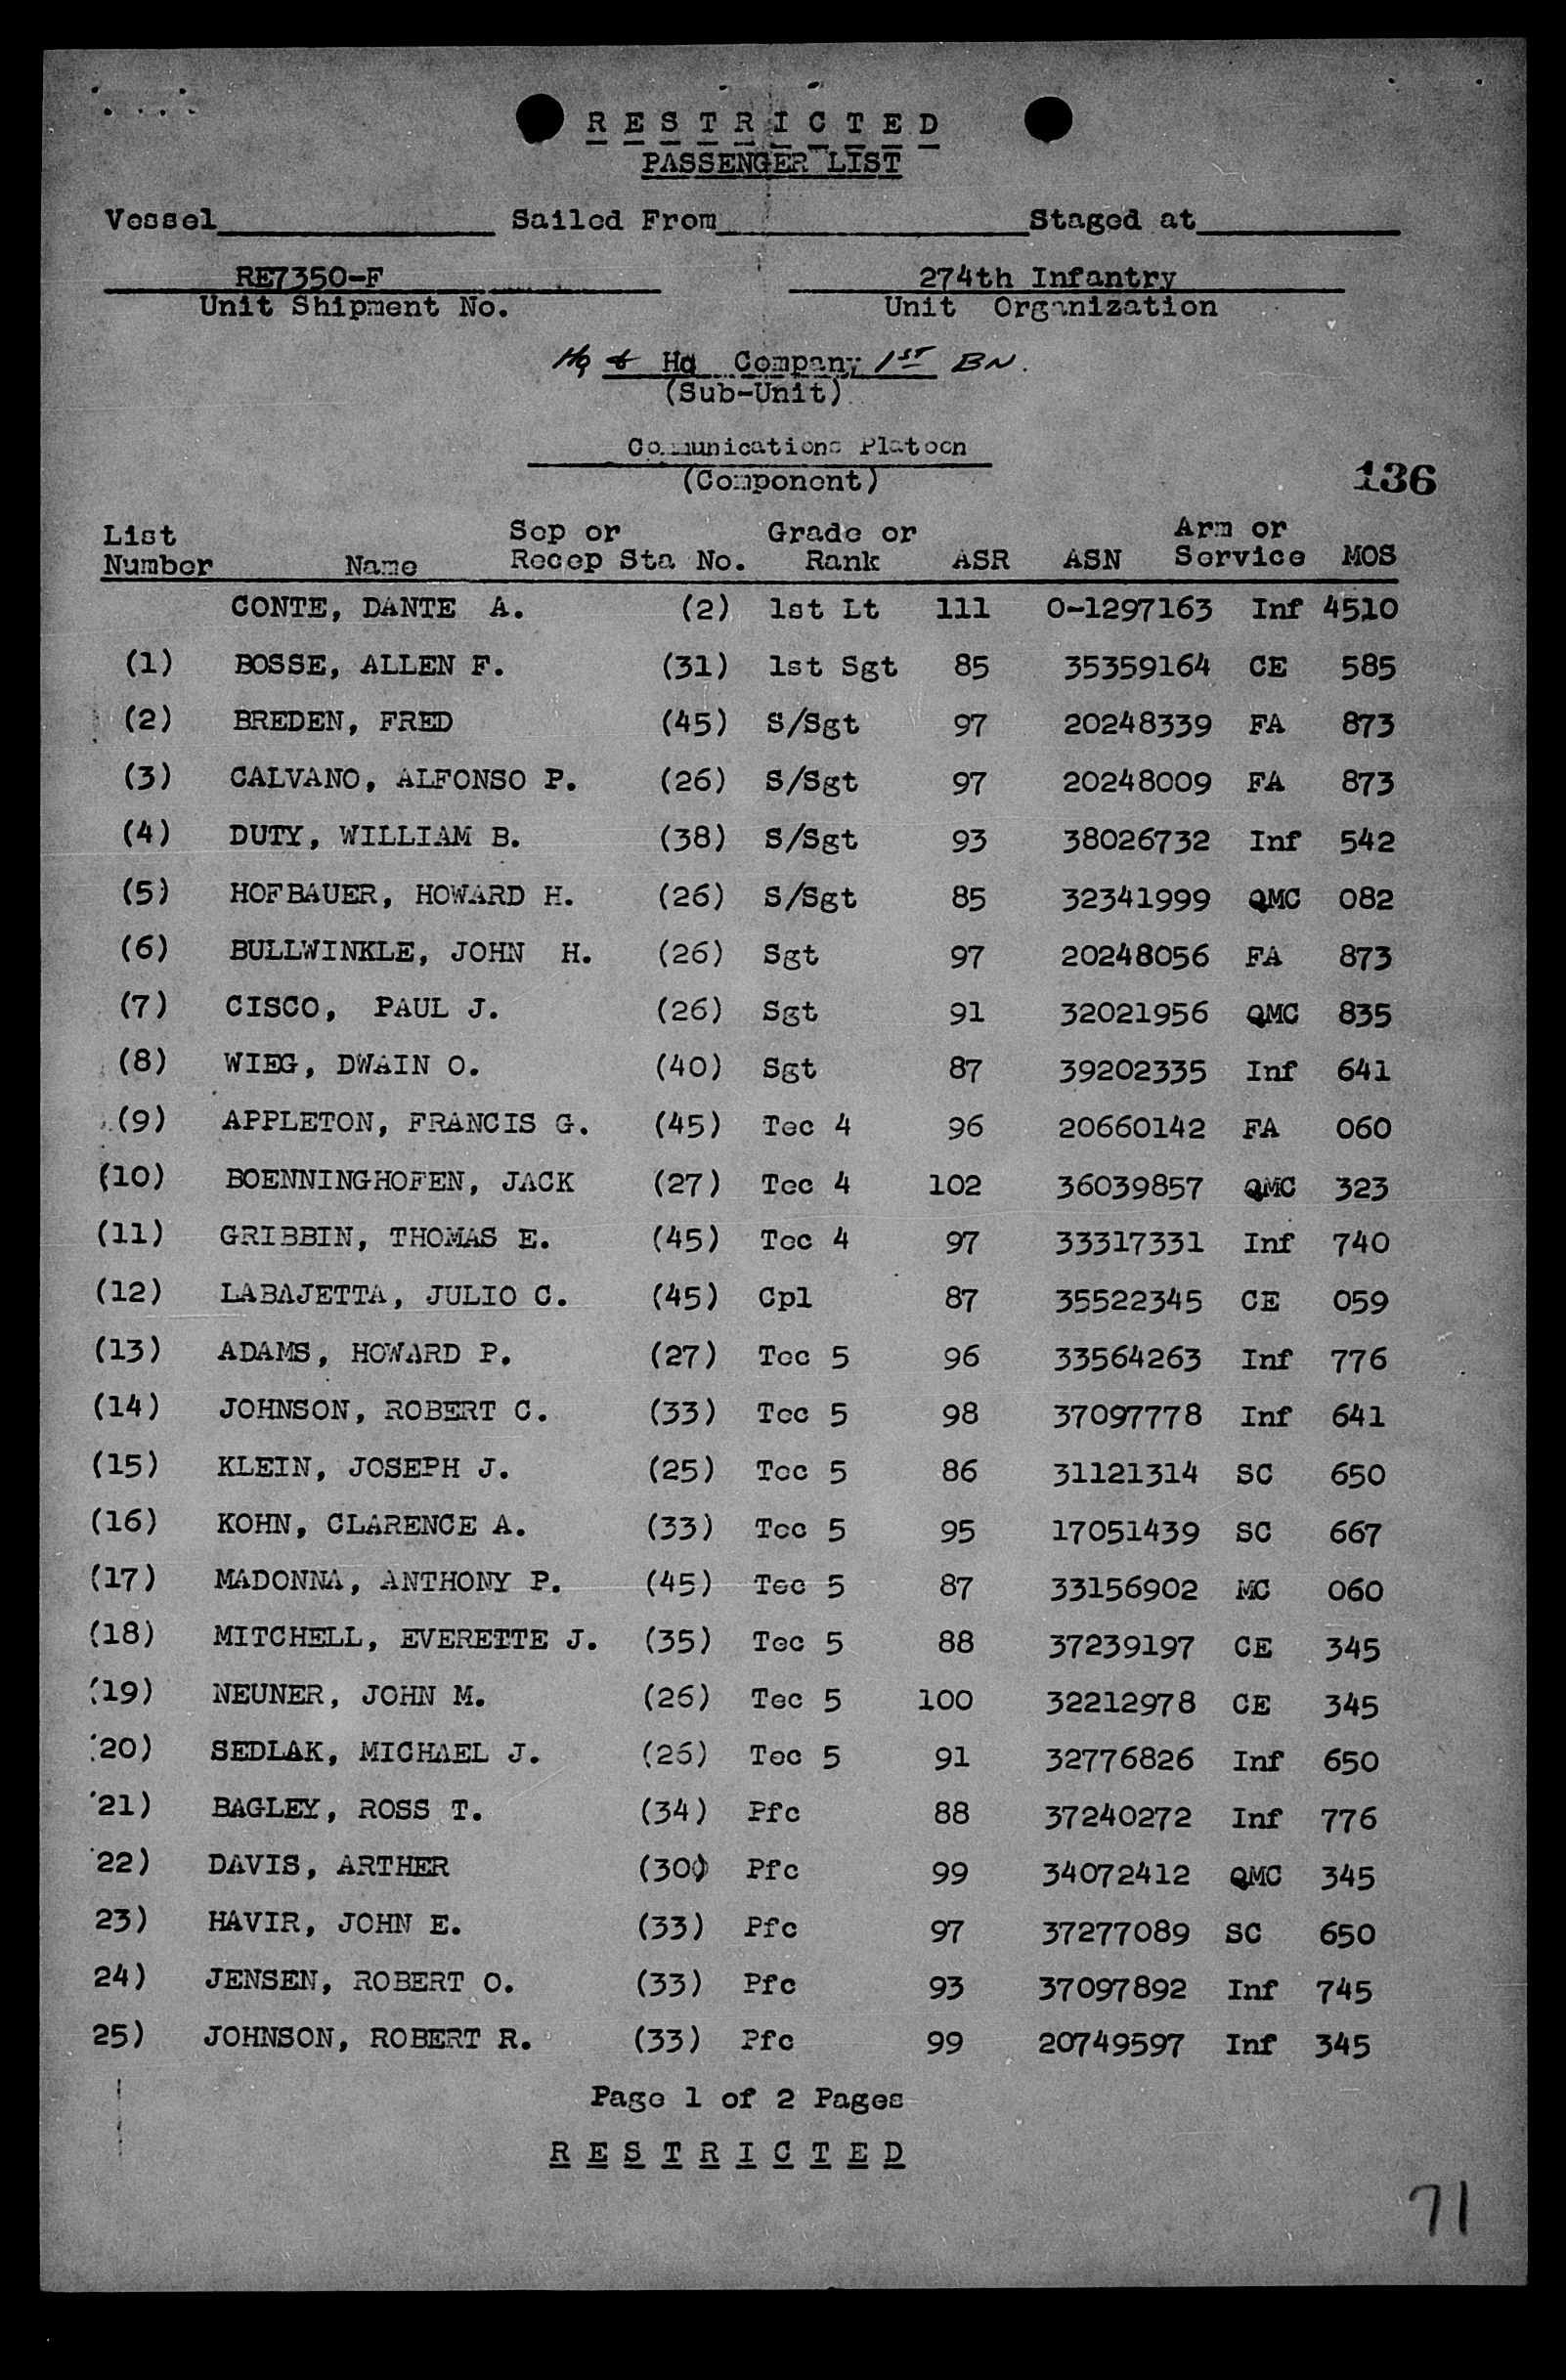 RESTRICTED
PASSENGER LIST
Vessel Sailed From Staged at
RE7350-F 274th Infantry
Unit Shipment No. Unit Organization
Hq & Hq Company 1ST BN.
(Sub-Unit)
Communications Platoon
(Component)
136
List Sep or Grade or Arm or
Number Name Recep Sta No. Rank ASR ASN Service MOS
CONTE, DANTE A. (2) 1st Lt 111 O-1297163 Inf 4510
(1) BOSSE, ALLEN F. (31) 1st Sgt 85 35359164 CE 585
(2) BREDEN, FRED (45) S/Sgt 97 20248339 FA 873
(3) CALVANO, ALFONSO P. (26) S/Sgt 97 20248009 FA 873
(4) DUTY, WILLIAM B. (38) S/Sgt 93 38026732 Inf 542
(5) HOFBAUER, HOWARD H. (26) S/Sgt 85 32341999 QMC 082
(6) BULLWINKLE, JOHN H. (26) Sgt 97 20248056 FA 873
(7) CISCO, PAUL J. (26) Sgt 91 32021956 QMC 835
(8) WIEG, DWAIN O. (40) Sgt 87 39202335 Inf 641
(9) APPLETON, FRANCIS G. (45) Tec 4 96 20660142 FA 060
(10) BOENNINGHOFEN, JACK (27) Tec 4 102 36039857 QMC 323
(11) GRIBBIN, THOMAS E. (45) Tec 4 97 33317331 Inf 740
(12) LABAJETTA, JULIO C. (45) Cpl 87 35522345 CE 059
(13) ADAMS, HOWARD P. (27) Tec 5 96 33564263 Inf 776
(14) JOHNSON, ROBERT C. (33) Tec 5 98 37097778 Inf 641
(15) KLEIN, JOSEPH J. (25) Tec 5 86 31121314 SC 650
(16) KOHN, CLARENCE A. (33) Tec 5 95 17051439 SC 667
(17) MADONNA, ANTHONY P. (45) Tec 5 87 33156902 MC 060
(18) MITCHELL, EVERETTE J. (35) Tec 5 88 37239197 CE 345
(19) NEUNER, JOHN M. (26) Tec 5 100 32212978 CE 345
(20) SEDLAK, MICHAEL J. (26) Tec 5 91 32776826 Inf 650
21) BAGLEY, ROSS T. (34) Pfc 88 37240272 Inf 776
22) DAVIS, ARTHER (30) Pfc 99 34072412 QMC 345
23) HAVIR, JOHN E. (33) Pfc 97 37277089 SC 650
24) JENSEN, ROBERT O. (33) Pfc 93 37097892 Inf 745
25) JOHNSON, ROBERT R. (33) Pfc 99 20749597 Inf 345
Page 1 of 2 Pages
RESTRICTED
71